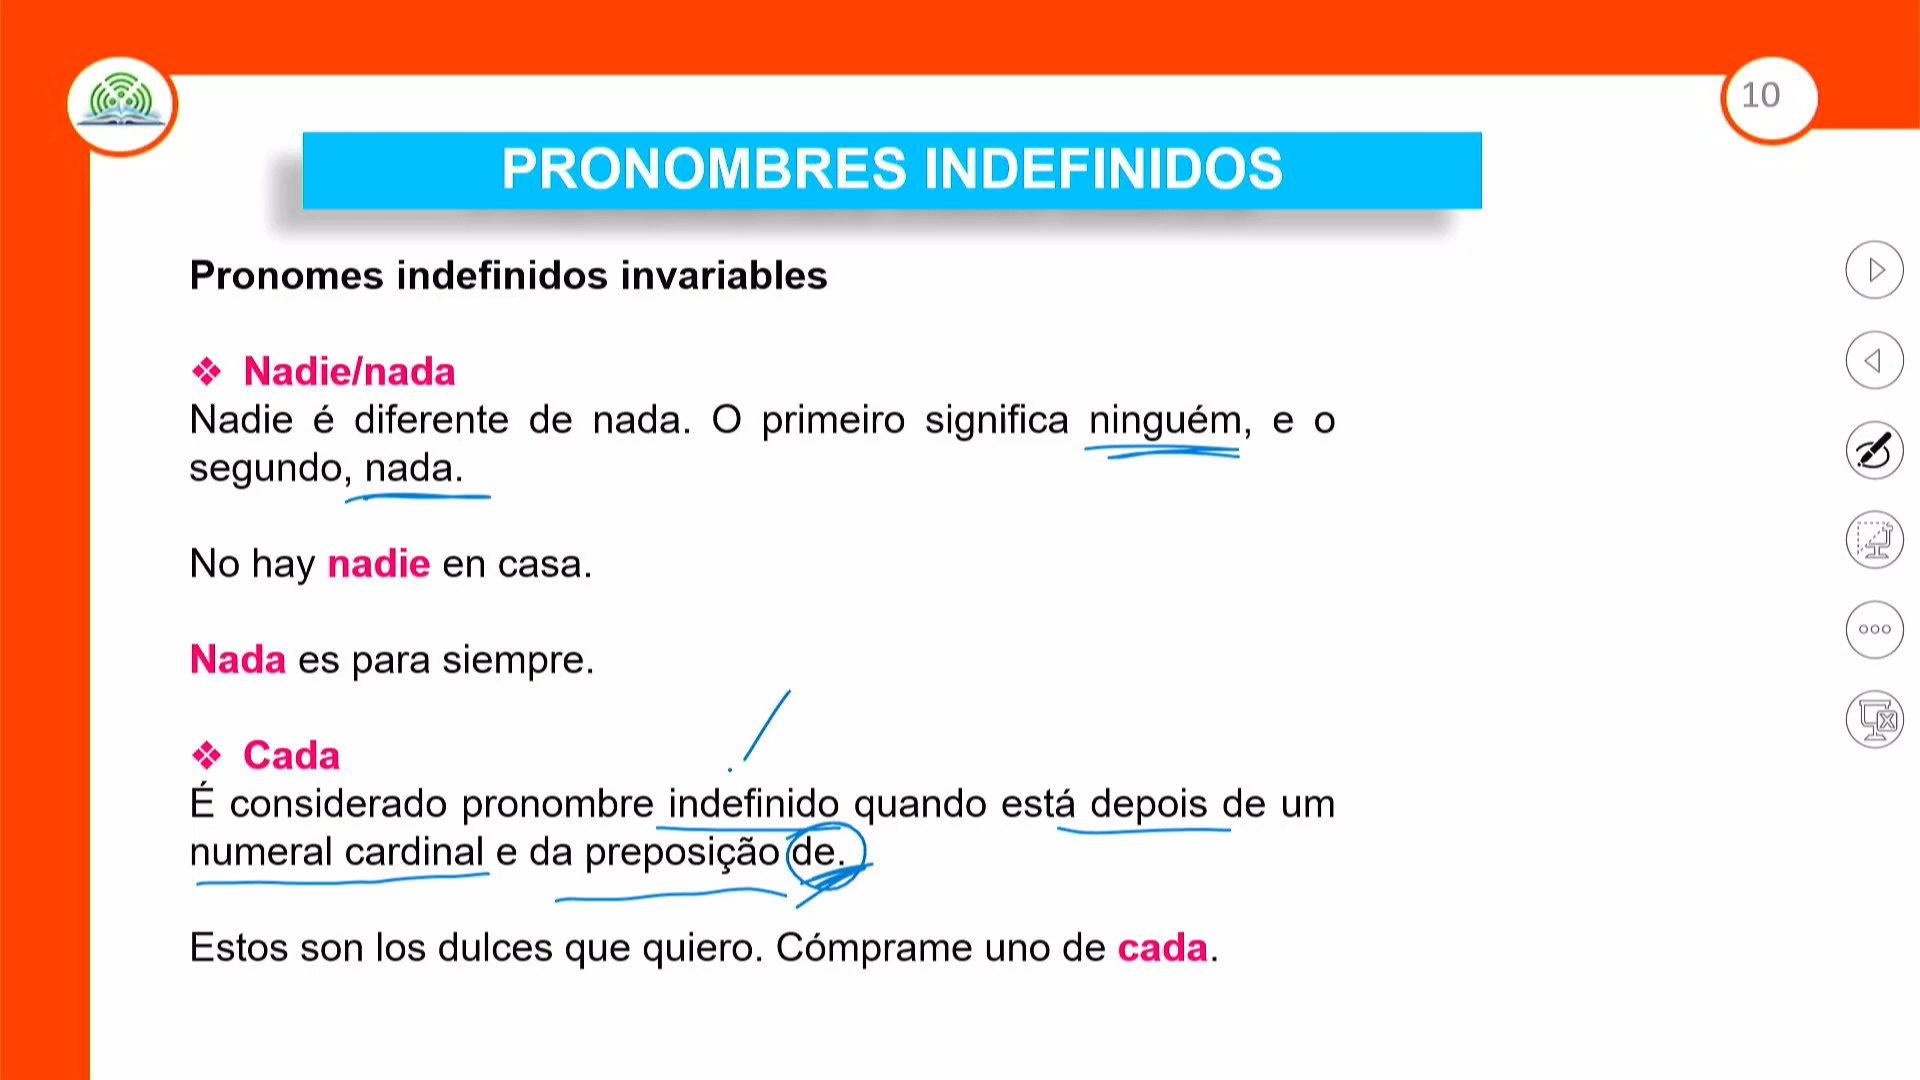 10
PRONOMBRES INDEFINIDOS
Pronomes indefinidos invariables
❖ Nadie/nada
Nadie é diferente de nada. O primeiro significa ninguém, e o
segundo, nada.
No hay nadie en casa.
Nada es para siempre.
❖ Cada
É considerado pronombre indefinido quando está depois de um
numeral cardinal e da preposição de.
Estos son los dulces que quiero. Cómprame uno de cada.